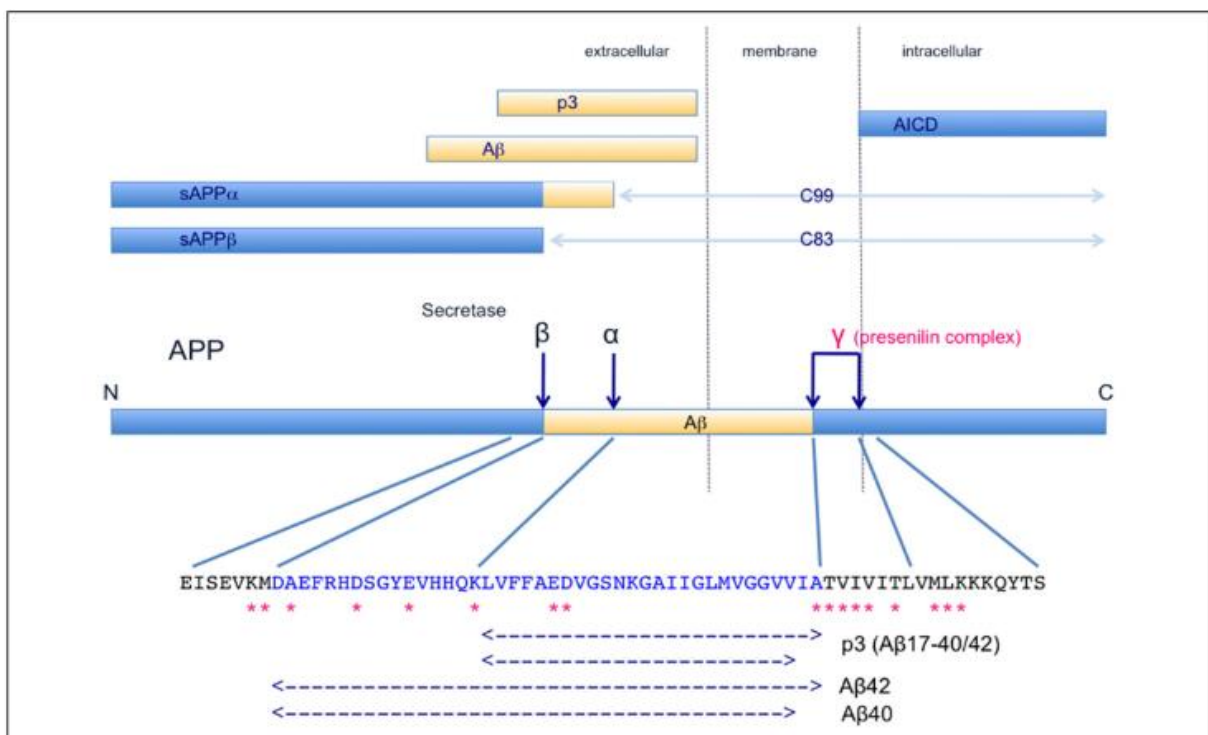 extracellular membrane intracellular
p3
AICD
Aβ
sAPPα C99
sAPPβ C83
Secretase
β α γ (presenilin complex)
APP
N C
Aβ
EISEVKMDAEFRHDSGYEVHHQKLVFFAEDVGSNKGAIIGLMVGGVVIATVIVITLVMLKKKQYTS
** * * * * ** ***** * ***
<---------------------->
p3 (Aβ17-40/42)
<-------------------->
<------------------------------------> Aβ42
<----------------------------------> Aβ40